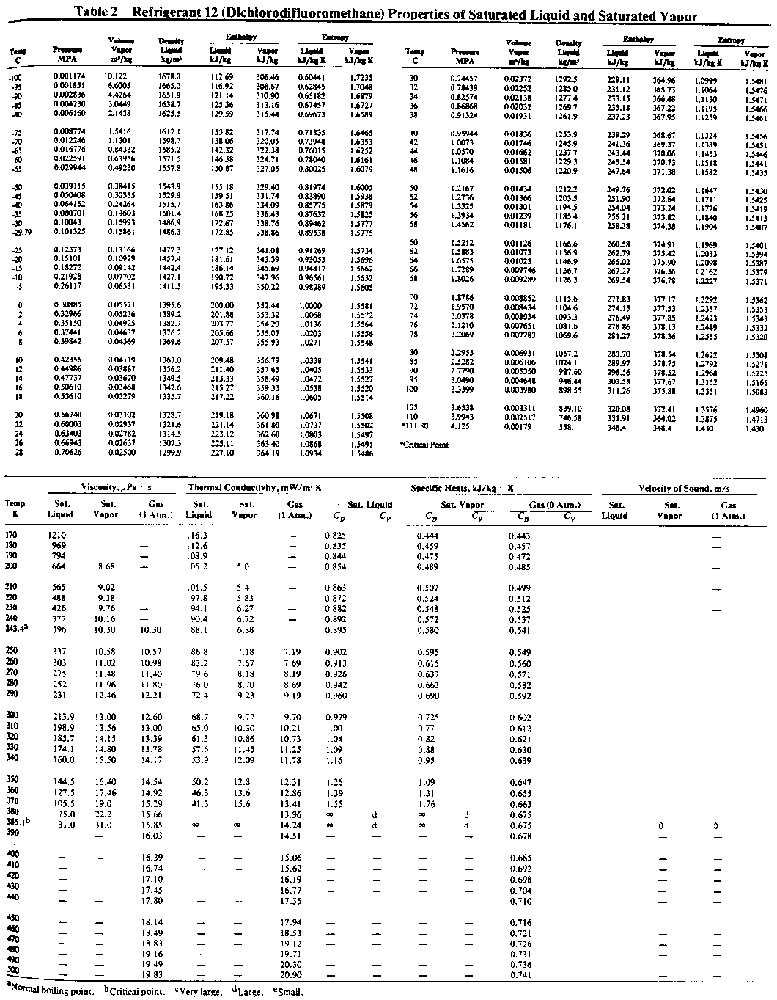 Table 2 Refrigerant 12 (Dichlorodifluoromethane) Properties of Saturated Liquid and Saturated Vapor
Volume Density Enthalpy Entropy Volume Density Enthalpy Entropy
Temp Pressure Vapor Liquid Liquid Vapor Liquid Vapor Temp Pressure Vapor Liquid Liquid Vapor Liquid Vapor
C MPA m³/kg kg/m³ kJ/kg kJ/kg kJ/kg K kJ/kg K C MPA m³/kg kg/m³ kJ/kg kJ/kg kJ/kg K kJ/kg K
-100 0.001174 10.122 1678.0 112.69 306.46 0.60441 1.7235 30 0.74457 0.02372 1292.5 229.11 364.96 1.0999 1.5481
-95 0.001851 6.6005 1665.0 116.92 308.67 0.62845 1.7048 32 0.78439 0.02252 1285.0 231.12 365.73 1.1064 1.5476
-90 0.002836 4.4264 1651.9 121.14 310.90 0.65182 1.6879 34 0.82574 0.02138 1277.4 233.15 366.48 1.1130 1.5471
-85 0.004230 3.0449 1638.7 125.36 313.16 0.67457 1.6727 36 0.86868 0.02032 1269.7 235.18 367.22 1.1195 1.5466
-80 0.006160 2.1438 1625.5 129.59 315.44 0.69673 1.6589 38 0.91324 0.01931 1261.9 237.23 367.95 1.1259 1.5461
-75 0.008774 1.5416 1612.1 133.82 317.74 0.71835 1.6465 40 0.95944 0.01836 1253.9 239.29 368.67 1.1324 1.5456
-70 0.012246 1.1301 1598.7 138.06 320.05 0.73948 1.6353 42 1.0073 0.01746 1245.9 241.36 369.37 1.1389 1.5451
-65 0.016776 0.84332 1585.2 142.32 322.38 0.76015 1.6252 44 1.0570 0.01662 1237.7 243.44 370.06 1.1453 1.5446
-60 0.022591 0.63956 1571.5 146.58 324.71 0.78040 1.6161 46 1.1084 0.01581 1229.3 245.54 370.73 1.1518 1.5441
-55 0.029944 0.49230 1557.8 150.87 327.05 0.80025 1.6079 48 1.1616 0.01506 1220.9 247.64 371.38 1.1582 1.5435
-50 0.039115 0.38415 1543.9 155.18 329.40 0.81974 1.6005 50 1.2167 0.01434 1212.2 249.76 372.02 1.1647 1.5430
-45 0.050408 0.30355 1529.9 159.51 331.74 0.83890 1.5938 52 1.2736 0.01366 1203.5 251.90 372.64 1.1711 1.5425
-40 0.064152 0.24264 1515.7 163.86 334.09 0.85775 1.5879 54 1.3325 0.01301 1194.5 254.04 373.24 1.1776 1.5419
-35 0.080701 0.19603 1501.4 168.25 336.43 0.87632 1.5825 56 1.3934 0.01239 1185.4 256.21 373.82 1.1840 1.5413
-30 0.10043 0.15993 1486.9 172.67 338.76 0.89462 1.5777 58 1.4562 0.01181 1176.1 258.38 374.38 1.1904 1.5407
-29.79 0.101325 0.15861 1486.3 172.85 338.86 0.89538 1.5775
60 1.5212 0.01126 1166.6 260.58 374.91 1.1969 1.5401
-25 0.12373 0.13166 1472.3 177.12 341.08 0.91269 1.5734 62 1.5883 0.01073 1156.9 262.79 375.42 1.2033 1.5394
-20 0.15101 0.10929 1457.4 181.61 343.39 0.93053 1.5696 64 1.6575 0.01023 1146.9 265.02 375.90 1.2098 1.5387
-15 0.18272 0.09142 1442.4 186.14 345.69 0.94817 1.5662 66 1.7289 0.009746 1136.7 267.27 376.36 1.2162 1.5379
-10 0.21928 0.07702 1427.1 190.72 347.96 0.96561 1.5632 68 1.8026 0.009289 1126.3 269.54 376.78 1.2227 1.5371
-5 0.26117 0.06531 1411.5 195.33 350.22 0.98289 1.5605
70 1.8786 0.008852 1115.6 271.83 377.17 1.2292 1.5362
0 0.30885 0.05571 1395.6 200.00 352.44 1.0000 1.5581 72 1.9570 0.008434 1104.6 274.15 377.53 1.2357 1.5353
2 0.32966 0.05236 1389.2 201.88 353.32 1.0068 1.5572 74 2.0378 0.008034 1093.3 276.49 377.85 1.2423 1.5343
4 0.35150 0.04925 1382.7 203.77 354.20 1.0136 1.5564 76 2.1210 0.007651 1081.6 278.86 378.13 1.2489 1.5332
6 0.37441 0.04637 1376.2 205.66 355.07 1.0203 1.5556 78 2.2069 0.007283 1069.6 281.27 378.36 1.2555 1.5320
8 0.39842 0.04369 1369.6 207.57 355.93 1.0271 1.5548
80 2.2953 0.006931 1057.2 283.70 378.54 1.2622 1.5308
10 0.42356 0.04119 1363.0 209.48 356.79 1.0338 1.5541 85 2.5282 0.006106 1024.1 289.97 378.75 1.2792 1.5271
12 0.44986 0.03887 1356.2 211.40 357.65 1.0405 1.5533 90 2.7790 0.005350 987.60 296.56 378.52 1.2968 1.5225
14 0.47737 0.03670 1349.5 213.33 358.49 1.0472 1.5527 95 3.0490 0.004648 946.44 303.58 377.67 1.3152 1.5165
16 0.50610 0.03468 1342.6 215.27 359.33 1.0538 1.5520 100 3.3399 0.003980 898.55 311.26 375.88 1.3351 1.5083
18 0.53610 0.03279 1335.7 217.22 360.16 1.0605 1.5514
105 3.6538 0.003311 839.10 320.08 372.41 1.3576 1.4960
20 0.56740 0.03102 1328.7 219.18 360.98 1.0671 1.5508 110 3.9943 0.002517 746.58 331.91 364.02 1.3875 1.4713
22 0.60003 0.02937 1321.6 221.14 361.80 1.0737 1.5502 *111.80 4.125 0.00179 558. 348.4 348.4 1.430 1.430
24 0.63403 0.02782 1314.5 223.12 362.60 1.0803 1.5497
26 0.66943 0.02637 1307.3 225.11 363.40 1.0868 1.5491 *Critical Point
28 0.70626 0.02500 1299.9 227.10 364.19 1.0934 1.5486
Viscosity, μPa · s Thermal Conductivity, mW/m· K Specific Heats, kJ/kg · K Velocity of Sound, m/s
Temp Sat. Sat. Gas Sat. Sat. Gas Sat. Liquid Sat. Vapor Gas (0 Atm.) Sat. Sat. Gas
K Liquid Vapor (1 Atm.) Liquid Vapor (1 Atm.) Cp Cv Cp Cv Cp Cv Liquid Vapor (1 Atm.)
170 1210 — 116.3 — 0.825 0.444 0.443 —
180 969 — 112.6 — 0.835 0.459 0.457 —
190 794 — 108.9 — 0.844 0.475 0.472
200 664 8.68 — 105.2 5.0 — 0.854 0.489 0.485 —
210 565 9.02 — 101.5 5.4 — 0.863 0.507 0.499 —
220 488 9.38 — 97.8 5.83 — 0.872 0.524 0.512
230 426 9.76 — 94.1 6.27 — 0.882 0.548 0.525 —
240 377 10.16 — 90.4 6.72 — 0.892 0.572 0.537
243.4a 396 10.30 10.30 88.1 6.88 0.895 0.580 0.541
250 337 10.58 10.57 86.8 7.18 7.19 0.902 0.595 0.549
260 303 11.02 10.98 83.2 7.67 7.69 0.913 0.615 0.560
270 275 11.48 11.40 79.6 8.18 8.19 0.926 0.637 0.571
280 252 11.96 11.80 76.0 8.70 8.69 0.942 0.663 0.582
290 231 12.46 12.21 72.4 9.23 9.19 0.960 0.690 0.592
300 213.9 13.00 12.60 68.7 9.77 9.70 0.979 0.725 0.602
310 198.9 13.56 13.00 65.0 10.30 10.21 1.00 0.77 0.612
320 185.7 14.15 13.39 61.3 10.86 10.73 1.04 0.82 0.621
330 174.1 14.80 13.78 57.6 11.45 11.25 1.09 0.88 0.630
340 160.0 15.50 14.17 53.9 12.09 11.78 1.16 0.95 0.639
350 144.5 16.40 14.54 50.2 12.8 12.31 1.26 1.09 0.647
360 127.5 17.46 14.92 46.3 13.6 12.86 1.39 1.31 0.655
370 105.5 19.0 15.29 41.3 15.6 13.41 1.55 1.76 0.663
380 75.0 22.2 15.66 13.96 ∞ d ∞ d 0.675
385.1b 31.0 31.0 15.85 ∞ ∞ 14.24 ∞ d ∞ d 0.675 0 0
390 — — 16.03 — — 14.51 — — — — 0.678 — —
400 — — 16.39 — — 15.06 — — — — 0.685 — —
410 — — 16.74 — — 15.62 — — — — 0.692 — —
420 — — 17.10 — — 16.19 — — — — 0.698 — —
430 — — 17.45 — — 16.77 — — — — 0.704 — —
440 — — 17.80 — — 17.35 — — — — 0.710 — —
450 — — 18.14 — — 17.94 — — — — 0.716 — —
460 — — 18.49 — — 18.53 — — — — 0.721 — —
470 — — 18.83 — — 19.12 — — — — 0.726 — —
480 — — 19.16 — — 19.71 — — — — 0.731 — —
490 — — 19.49 — — 20.30 — — — — 0.736 — —
500 — — 19.83 — — 20.90 — — — — 0.741 — —
aNormal boiling point. bCritical point. cVery large. dLarge. eSmall.